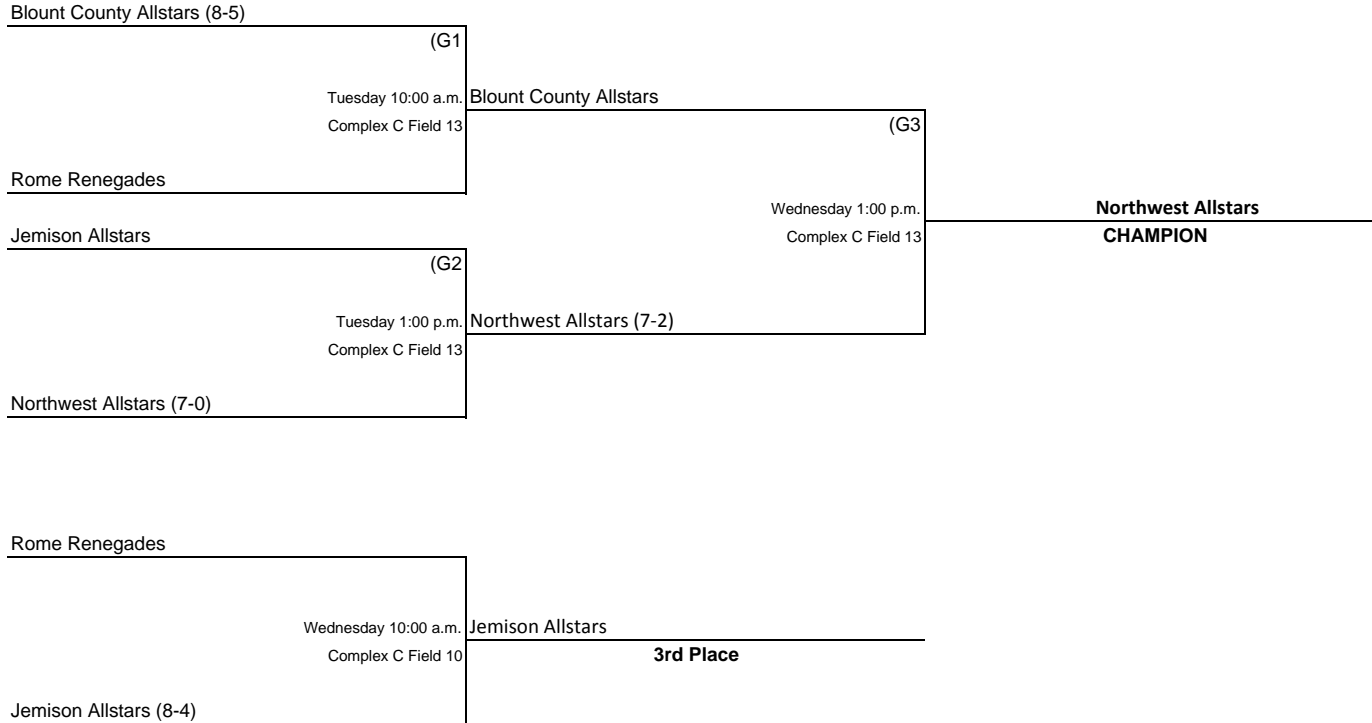 Blount County Allstars (8-5)
(G1
Tuesday 10:00 a.m. Blount County Allstars
Complex C Field 13 (G3
Rome Renegades
Wednesday 1:00 p.m. Northwest Allstars
Jemison Allstars Complex C Field 13 CHAMPION
(G2
Tuesday 1:00 p.m. Northwest Allstars (7-2)
Complex C Field 13
Northwest Allstars (7-0)
Rome Renegades
Wednesday 10:00 a.m. Jemison Allstars
Complex C Field 10 3rd Place
Jemison Allstars (8-4)